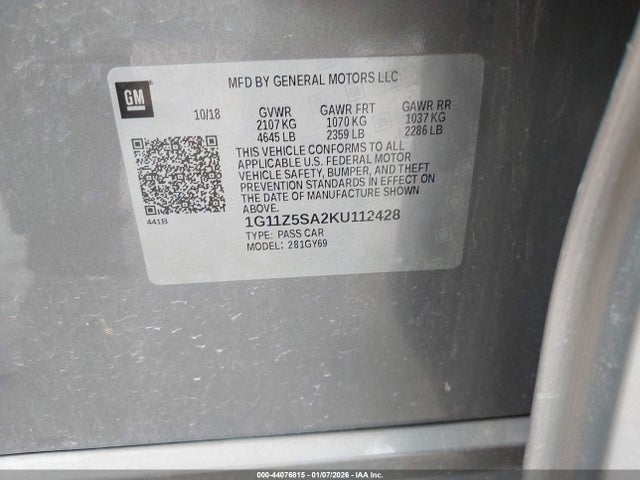 GM
MFD BY GENERAL MOTORS LLC
10/18 GVWR GAWR FRT GAWR RR
2107 KG 1070 KG 1037 KG
4645 LB 2359 LB 2286 LB
THIS VEHICLE CONFORMS TO ALL
APPLICABLE U.S. FEDERAL MOTOR
VEHICLE SAFETY, BUMPER, AND THEFT
PREVENTION STANDARDS IN EFFECT ON
THE DATE OF MANUFACTURE SHOWN
ABOVE.
441B
1G11Z5SA2KU112428
TYPE: PASS CAR
MODEL: 281GY69
000-44076815 - 01/07/2026 - IAA Inc.